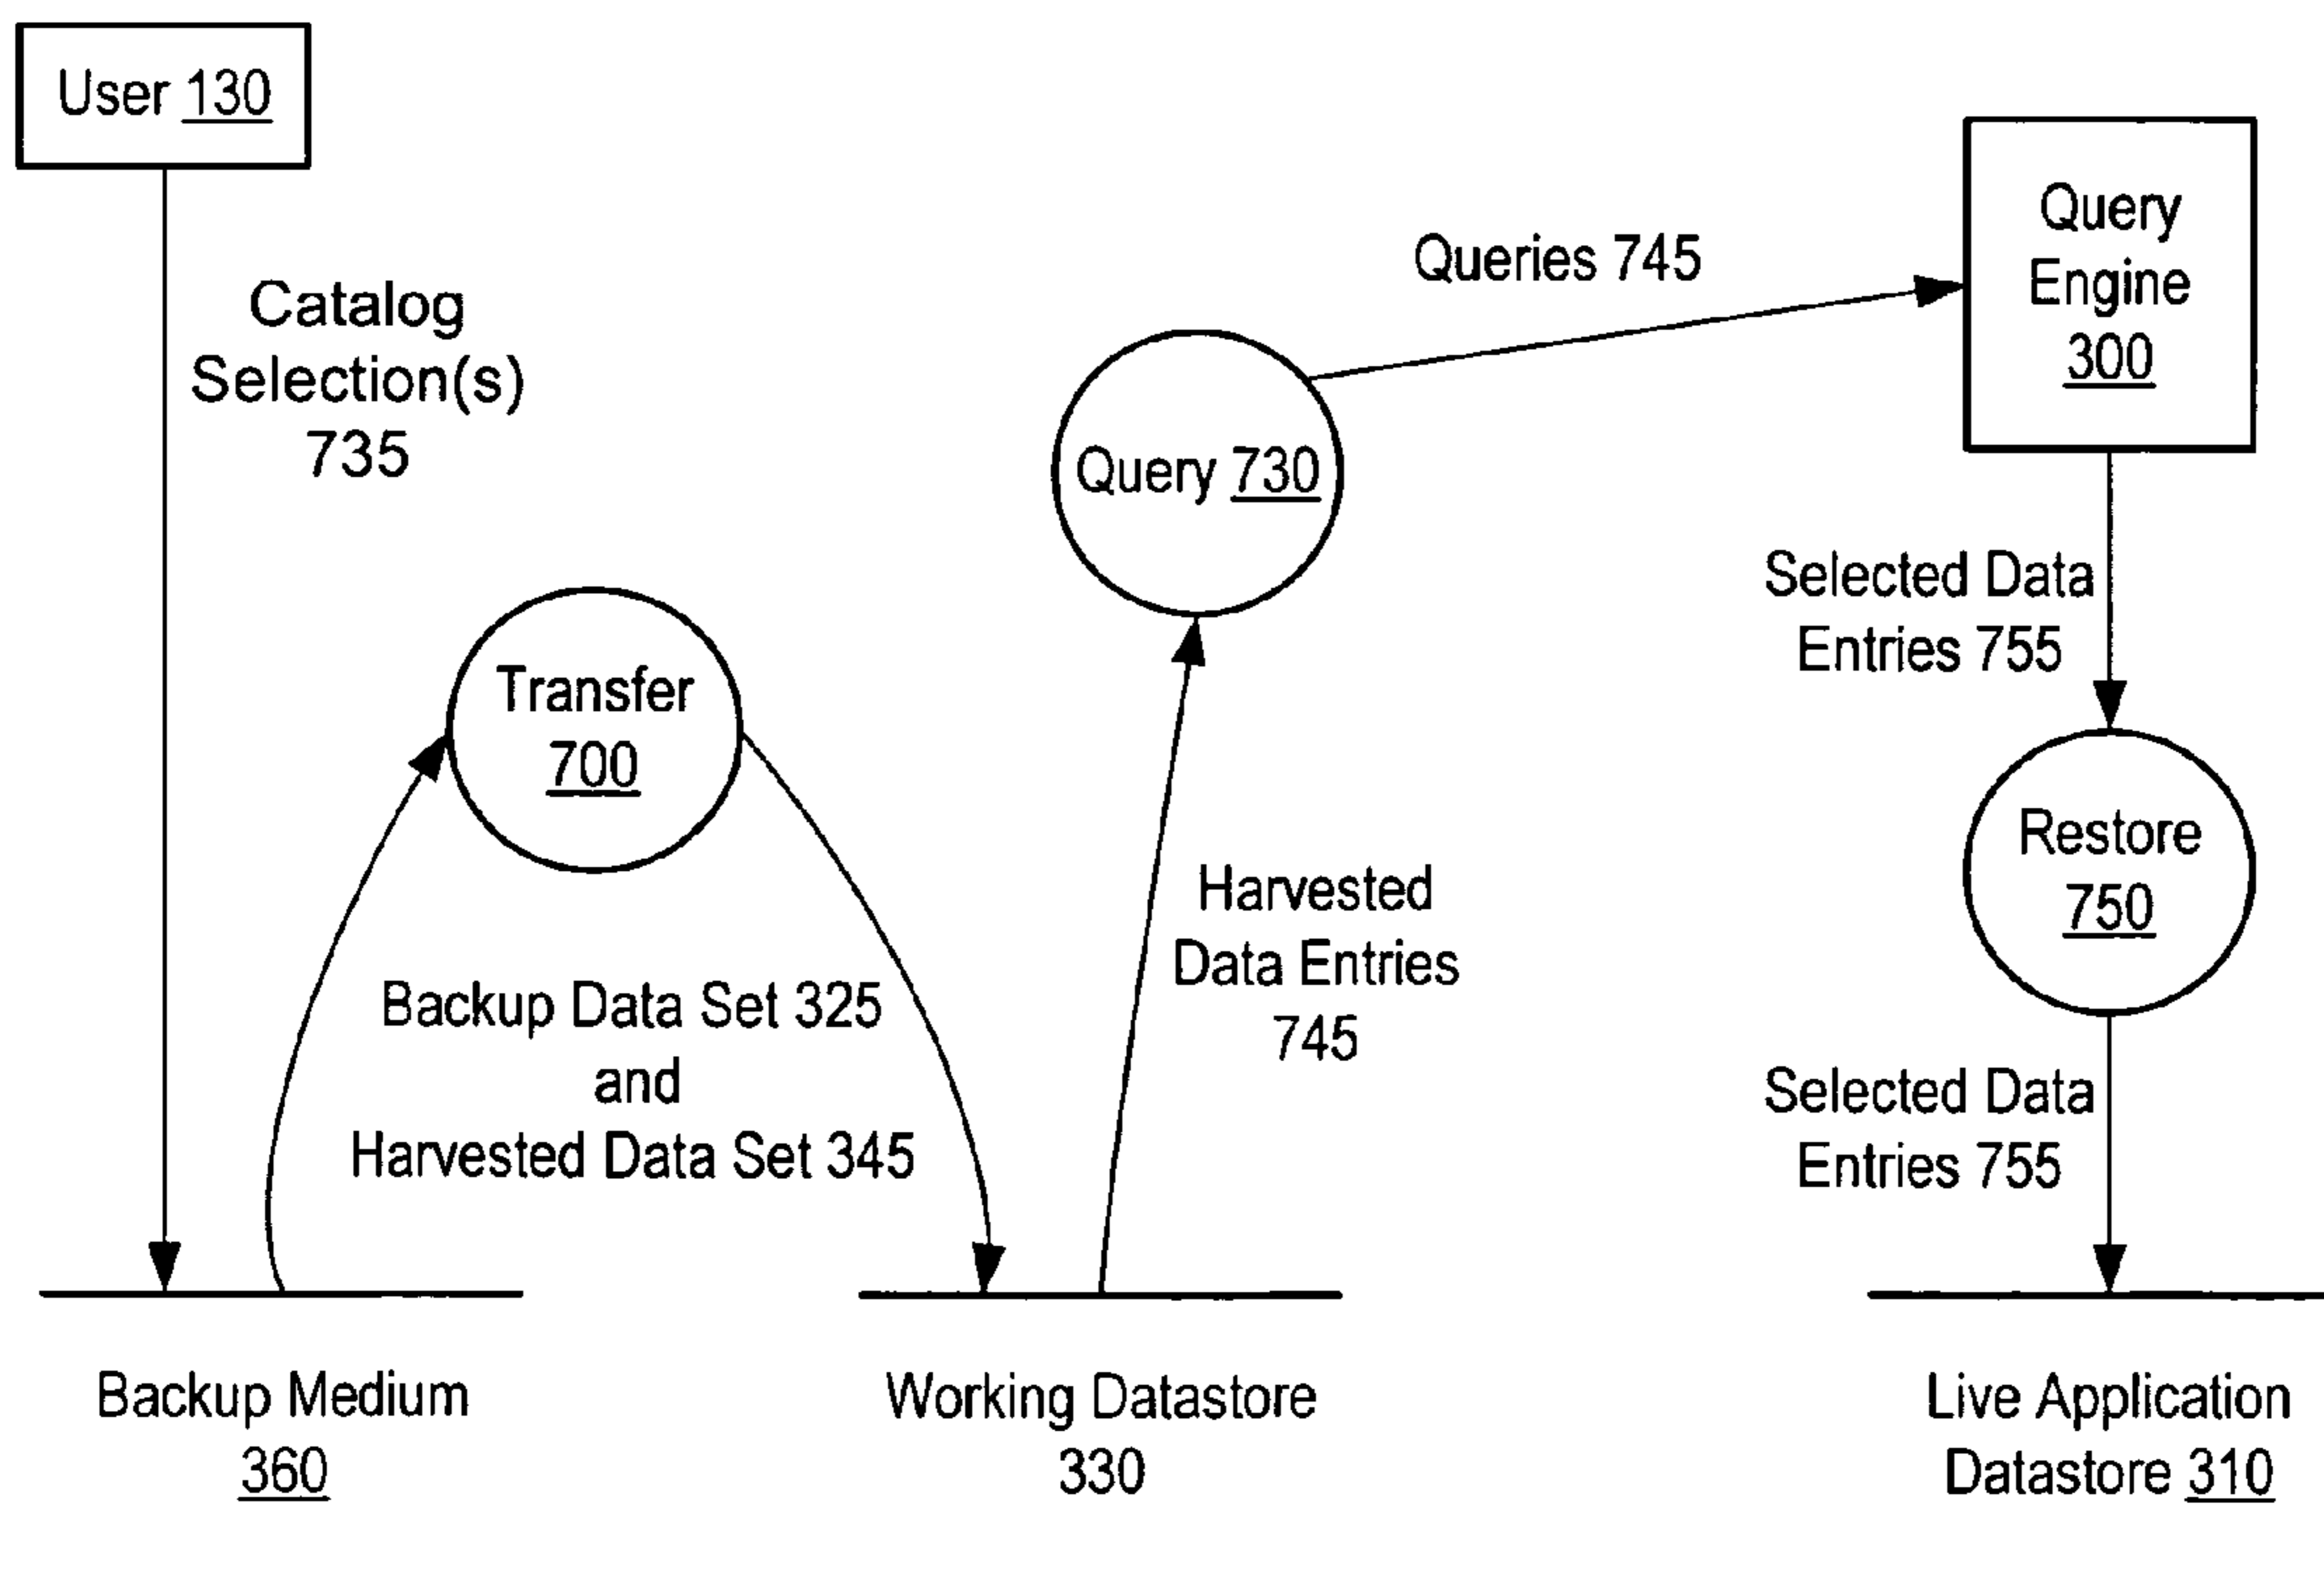 User 130
Catalog
Selection(s)
735
Transfer
700
Backup Data Set 325
and
Harvested Data Set 345
Query 730
Queries 745
Harvested
Data Entries
745
Query
Engine
300
Selected Data
Entries 755
Restore
750
Selected Data
Entries 755
Backup Medium
360
Working Datastore
330
Live Application
Datastore 310